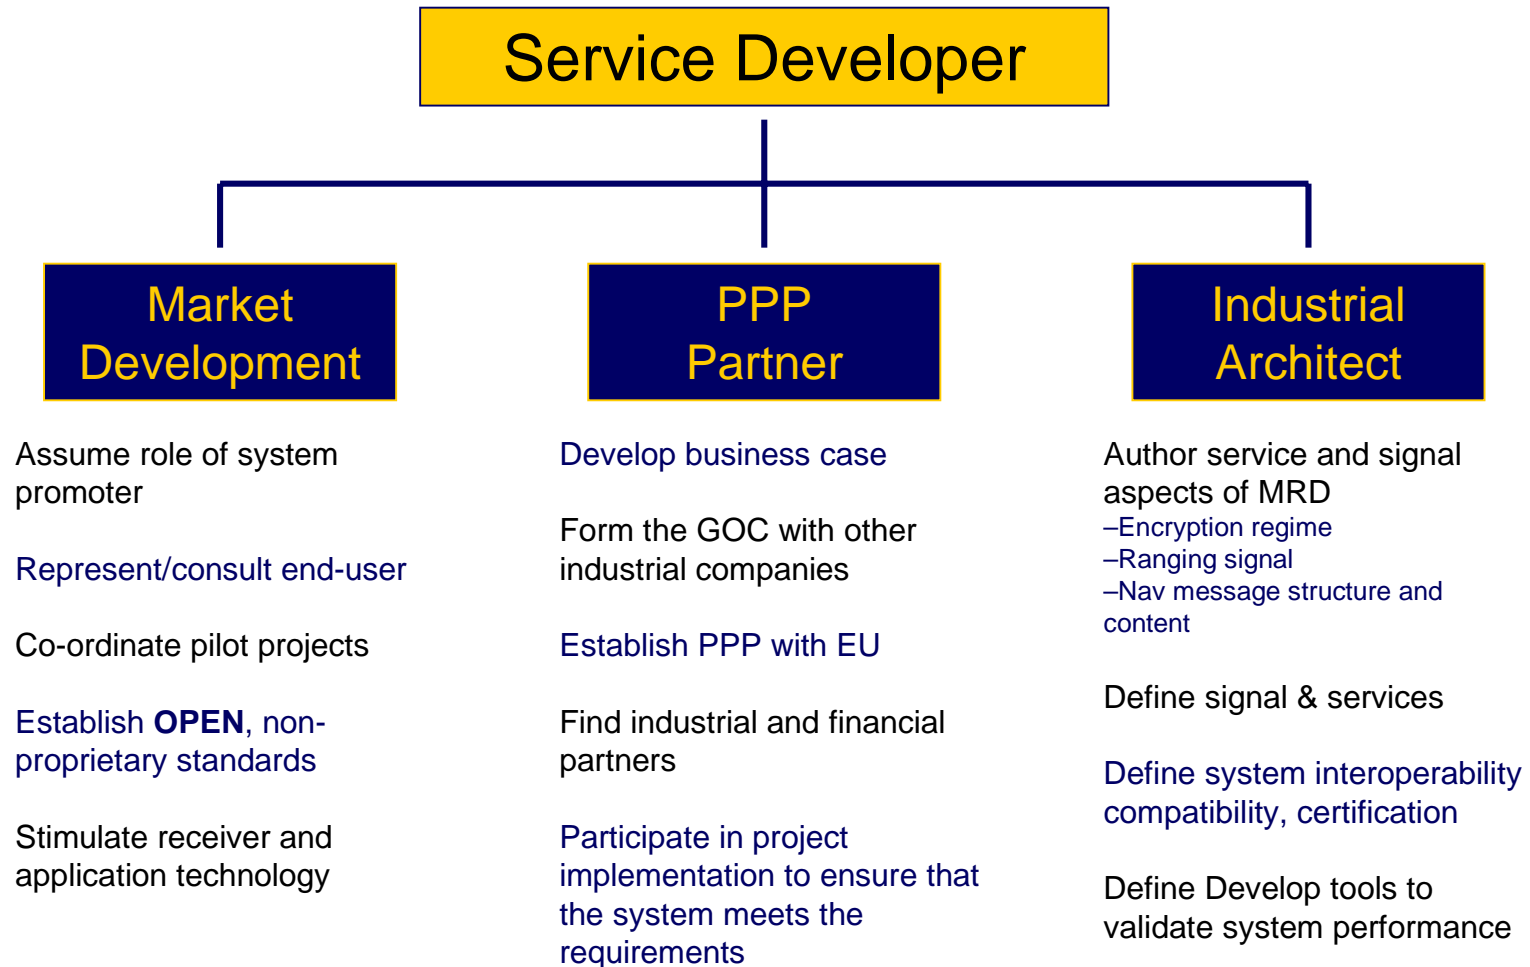 Service Developer
Market
Development
Assume role of system
promoter
Represent/consult end-user
Co-ordinate pilot projects
Establish OPEN, non-
proprietary standards
Stimulate receiver and
application technology
PPP
Partner
Develop business case
Form the GOC with other
industrial companies
Establish PPP with EU
Find industrial and financial
partners
Participate in project
implementation to ensure that
the system meets the
requirements
Industrial
Architect
Author service and signal
aspects of MRD
–Encryption regime
–Ranging signal
–Nav message structure and
content
Define signal & services
Define system interoperability
compatibility, certification
Define Develop tools to
validate system performance